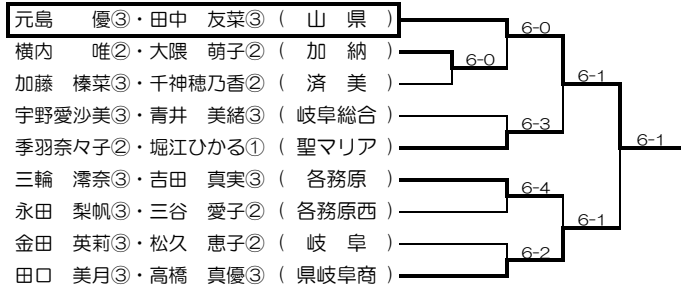 元島　優③・田中　友菜③（　山　県　）
横内　唯②・大隈　萌子②（　加　納　）
加藤　榛菜③・千神穂乃香②（　済　美　）
宇野愛沙美③・青井　美緒③（　岐阜総合　）
季羽奈々子②・堀江ひかる①（　聖マリア　）
三輪　澪奈③・吉田　真実③（　各務原　）
永田　梨帆③・三谷　愛子②（　各務原西　）
金田　英莉③・松久　恵子②（　岐　阜　）
田口　美月③・高橋　真優③（　県岐阜商　）
6-0
6-0
6-1
6-3
6-1
6-4
6-1
6-2